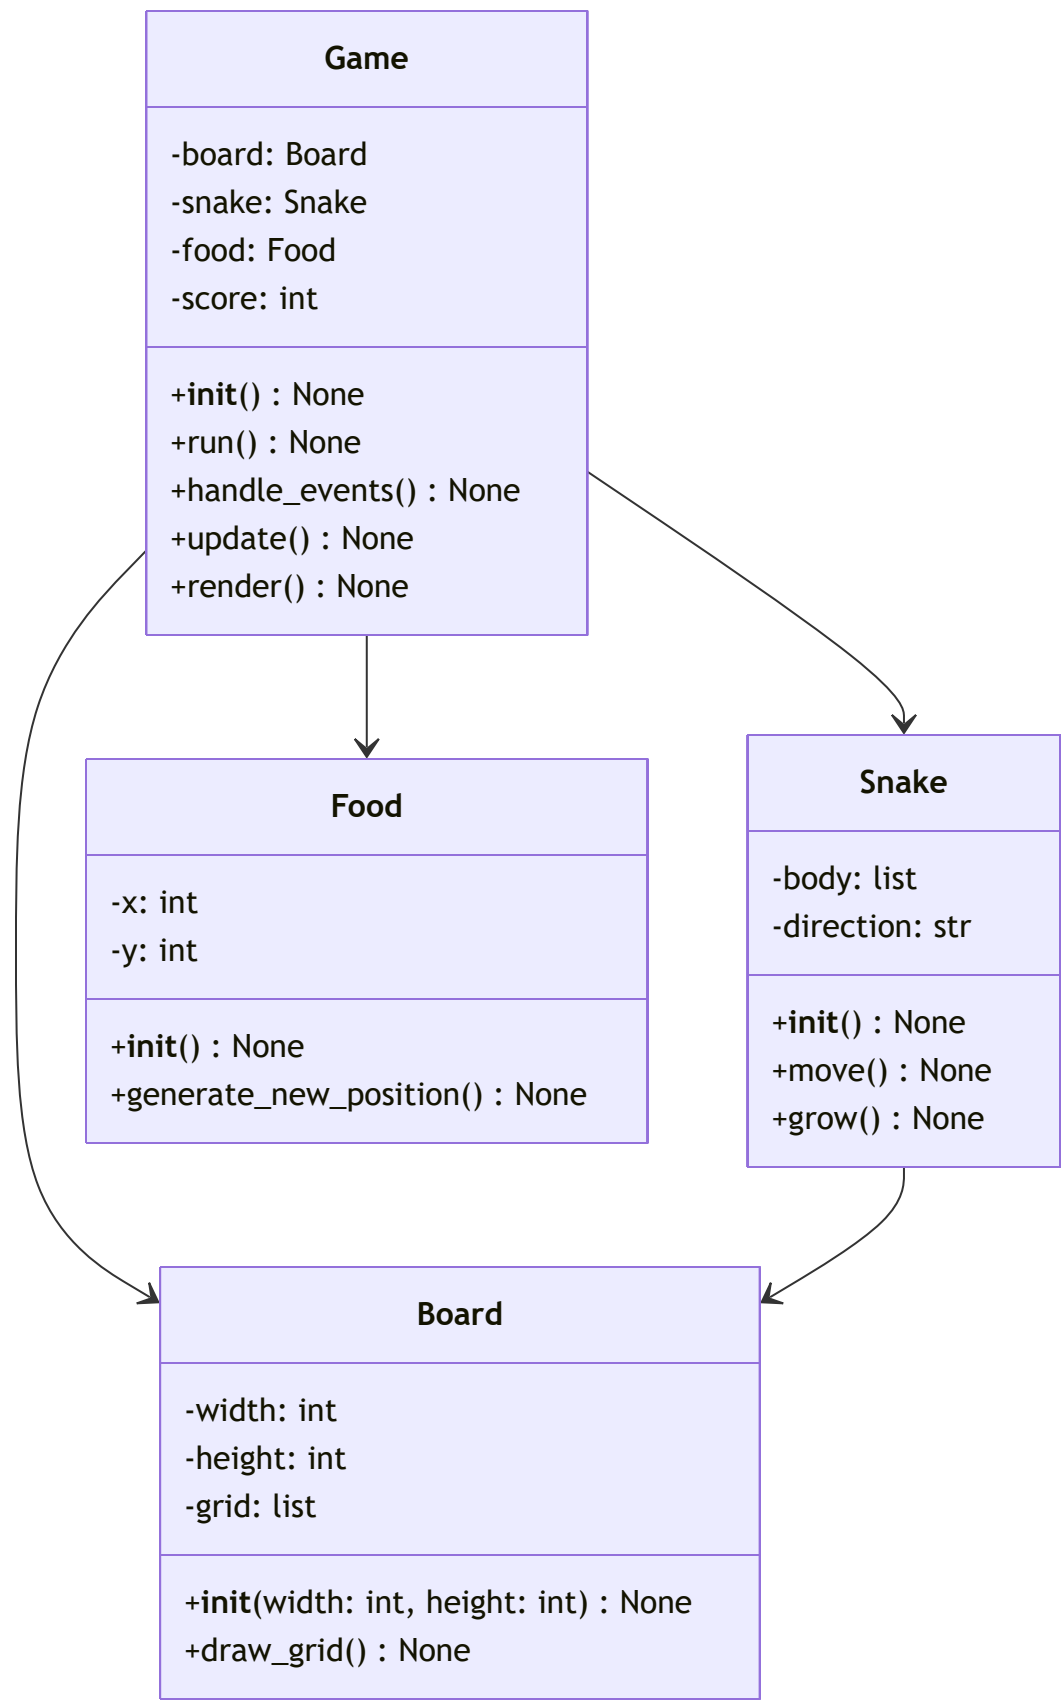 Game
-board: Board
-snake: Snake
-food: Food
-score: int
+init() : None
+run() : None
+handle_events() : None
+update() : None
+render() : None
Food
-x: int
-y: int
+init() : None
+generate_new_position() : None
Snake
-body: list
-direction: str
+init() : None
+move() : None
+grow() : None
Board
-width: int
-height: int
-grid: list
+init(width: int, height: int) : None
+draw_grid() : None